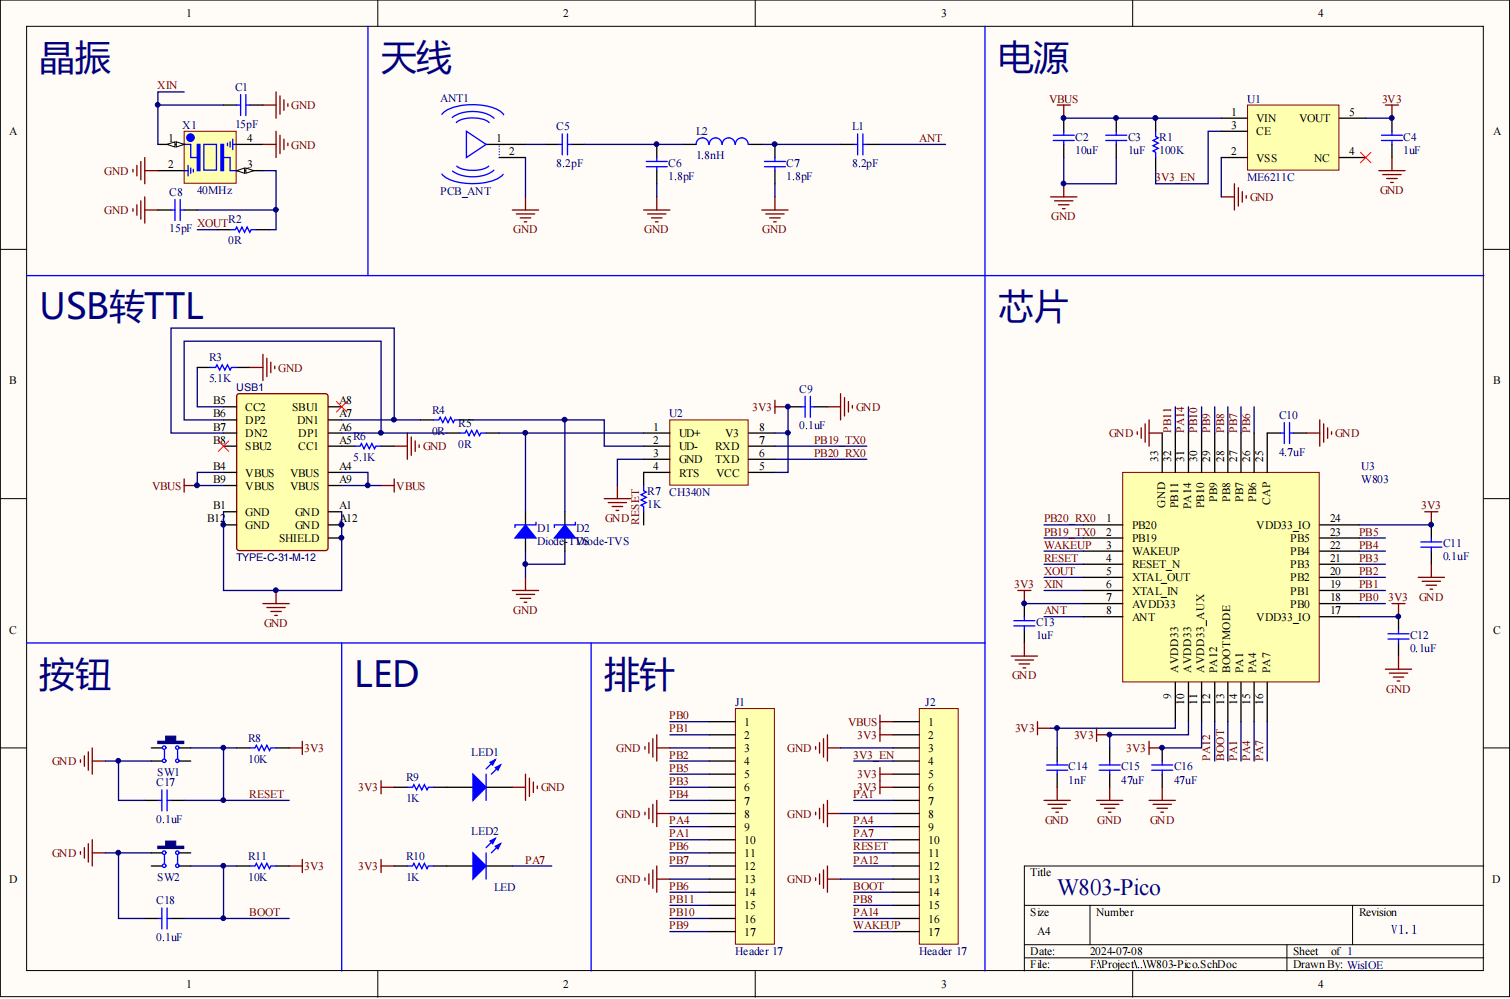 1 2 3 4
A A
B B
C C
D D
晶振
XIN
C1
15pF
GND
X1
1 4
GND
GND
2 3
40MHz
C8
GND
15pF
XOUT
R2
0R
天线
ANT1
1
2
PCB_ANT
C5
8.2pF
C6
1.8pF
L2
1.8nH
C7
1.8pF
L1
8.2pF
ANT
GND GND GND
电源
VBUS
C2
10uF
C3
1uF
R1
100K
3V3_EN
GND
U1
1 VIN VOUT 5
3 CE
2 VSS NC 4
ME6211C
GND
3V3
C4
1uF
GND
USB转TTL
R3
5.1K
GND
USB1
B5 CC2 SBU1 A8
B6 DP2 DN1 A7
B7 DN2 DP1 A6
B8 SBU2 CC1 A5
B4 VBUS VBUS A4
B9 VBUS VBUS A9
B1 GND GND A1
B12 GND GND A12
SHIELD
TYPE-C-31-M-12
VBUS VBUS
GND
R4
0R
R5
0R
R6
5.1K
GND
D1
Diode-TVS
D2
Diode-TVS
GND
U2
1 UD+ V3 8
2 UD- RXD 7
3 GND TXD 6
4 RTS VCC 5
CH340N
3V3
C9
0.1uF
GND
PB19_TX0
PB20_RX0
GND
RESET
R7
1K
芯片
GND
PB11 PA14 PB10 PB9 PB8 PB7 PB6
C10
4.7uF
GND
33 32 31 30 29 28 27 26 25
GND PB11 PA14 PB10 PB9 PB8 PB7 PB6 CAP
U3
W803
PB20_RX0 1 PB20
PB19_TX0 2 PB19
WAKEUP 3 WAKEUP
RESET 4 RESET_N
XOUT 5 XTAL_OUT
XIN 6 XTAL_IN
3V3 7 AVDD33
ANT 8 ANT
C13
1uF
GND
VDD33_IO 24 3V3
PB5 23 PB5
PB4 22 PB4
PB3 21 PB3
PB2 20 PB2
PB1 19 PB1
PB0 18 PB0
VDD33_IO 17 3V3
C11
0.1uF
GND
C12
0.1uF
GND
AVDD33 AVDD33 AVDD33_AUX PA12 BOOTMODE PA1 PA4 PA7
9 10 11 12 13 14 15 16
PA12 BOOT PA1 PA4 PA7
3V3 3V3 3V3
C14
1nF
C15
47uF
C16
47uF
GND GND GND
按钮
GND
SW1
R8
10K
3V3
C17
0.1uF
RESET
GND
SW2
R11
10K
3V3
C18
0.1uF
BOOT
LED
3V3
R9
1K
LED1
GND
3V3
R10
1K
LED2
PA7
LED
排针
J1
PB0 1
PB1 2
GND 3
PB2 4
PB5 5
PB3 6
PB4 7
GND 8
PA4 9
PA1 10
PB6 11
PB7 12
GND 13
PB6 14
PB11 15
PB10 16
PB9 17
Header 17
J2
VBUS 1
3V3 2
GND 3
3V3_EN 4
3V3 5
3V3 6
PA1 7
GND 8
PA4 9
PA7 10
RESET 11
PA12 12
GND 13
BOOT 14
PB8 15
PA14 16
WAKEUP 17
Header 17
Title
W803-Pico
Size
A4
Number
Revision
V1.1
Date: 2024-07-08
Sheet of 1
File: F:\Project\..\W803-Pico.SchDoc
Drawn By: WisIOE
1 2 3 4